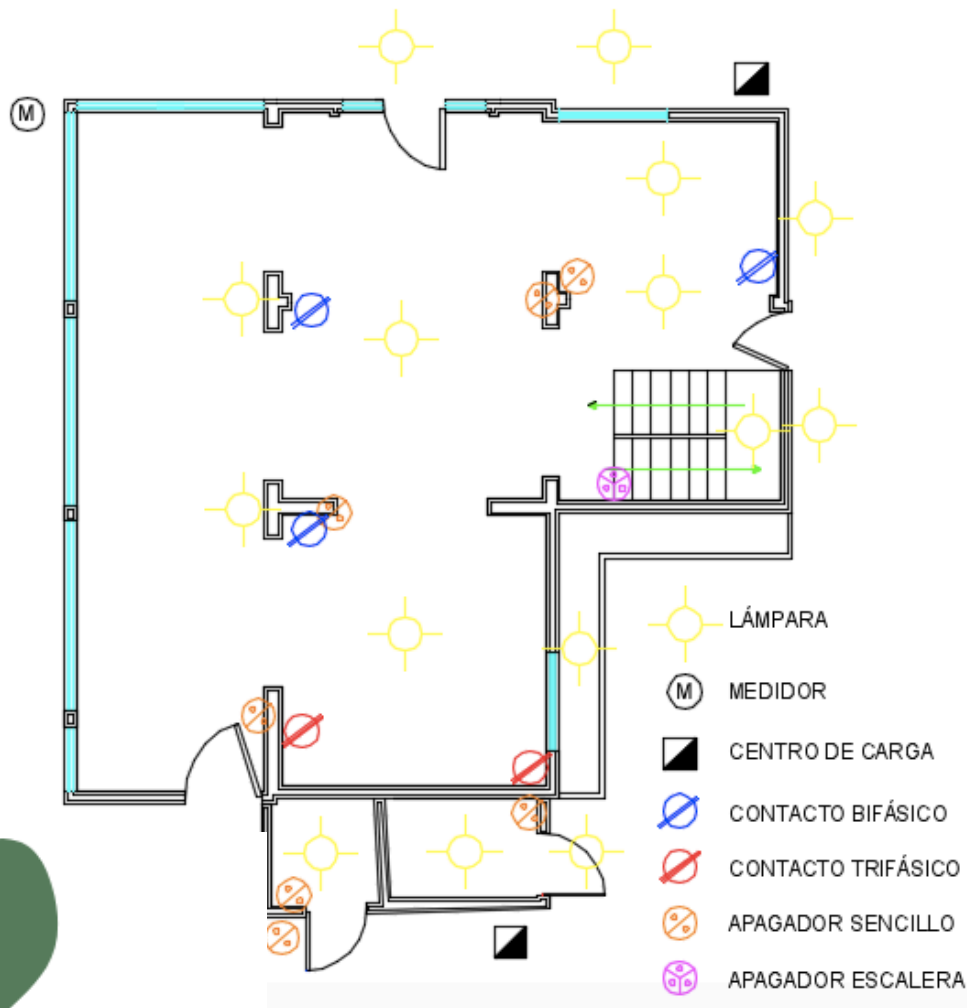 M
LÁMPARA
M MEDIDOR
CENTRO DE CARGA
CONTACTO BIFÁSICO
CONTACTO TRIFÁSICO
APAGADOR SENCILLO
APAGADOR ESCALERA